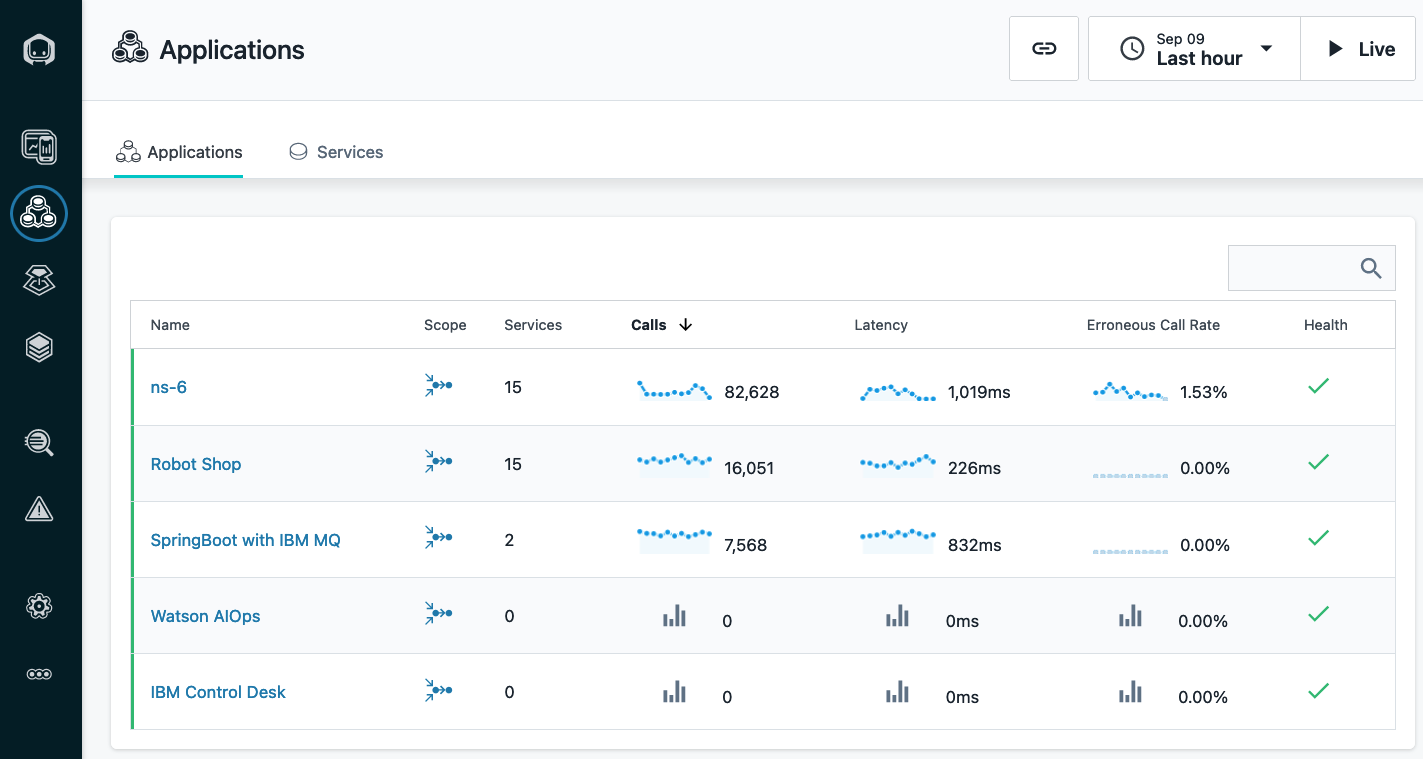 Applications
Sep 09
Last hour
Live
Applications
Services
Name Scope Services Calls Latency Erroneous Call Rate Health
ns-6 15 82,628 1,019ms 1.53%
Robot Shop 15 16,051 226ms 0.00%
SpringBoot with IBM MQ 2 7,568 832ms 0.00%
Watson AIOps 0 0 0ms 0.00%
IBM Control Desk 0 0 0ms 0.00%